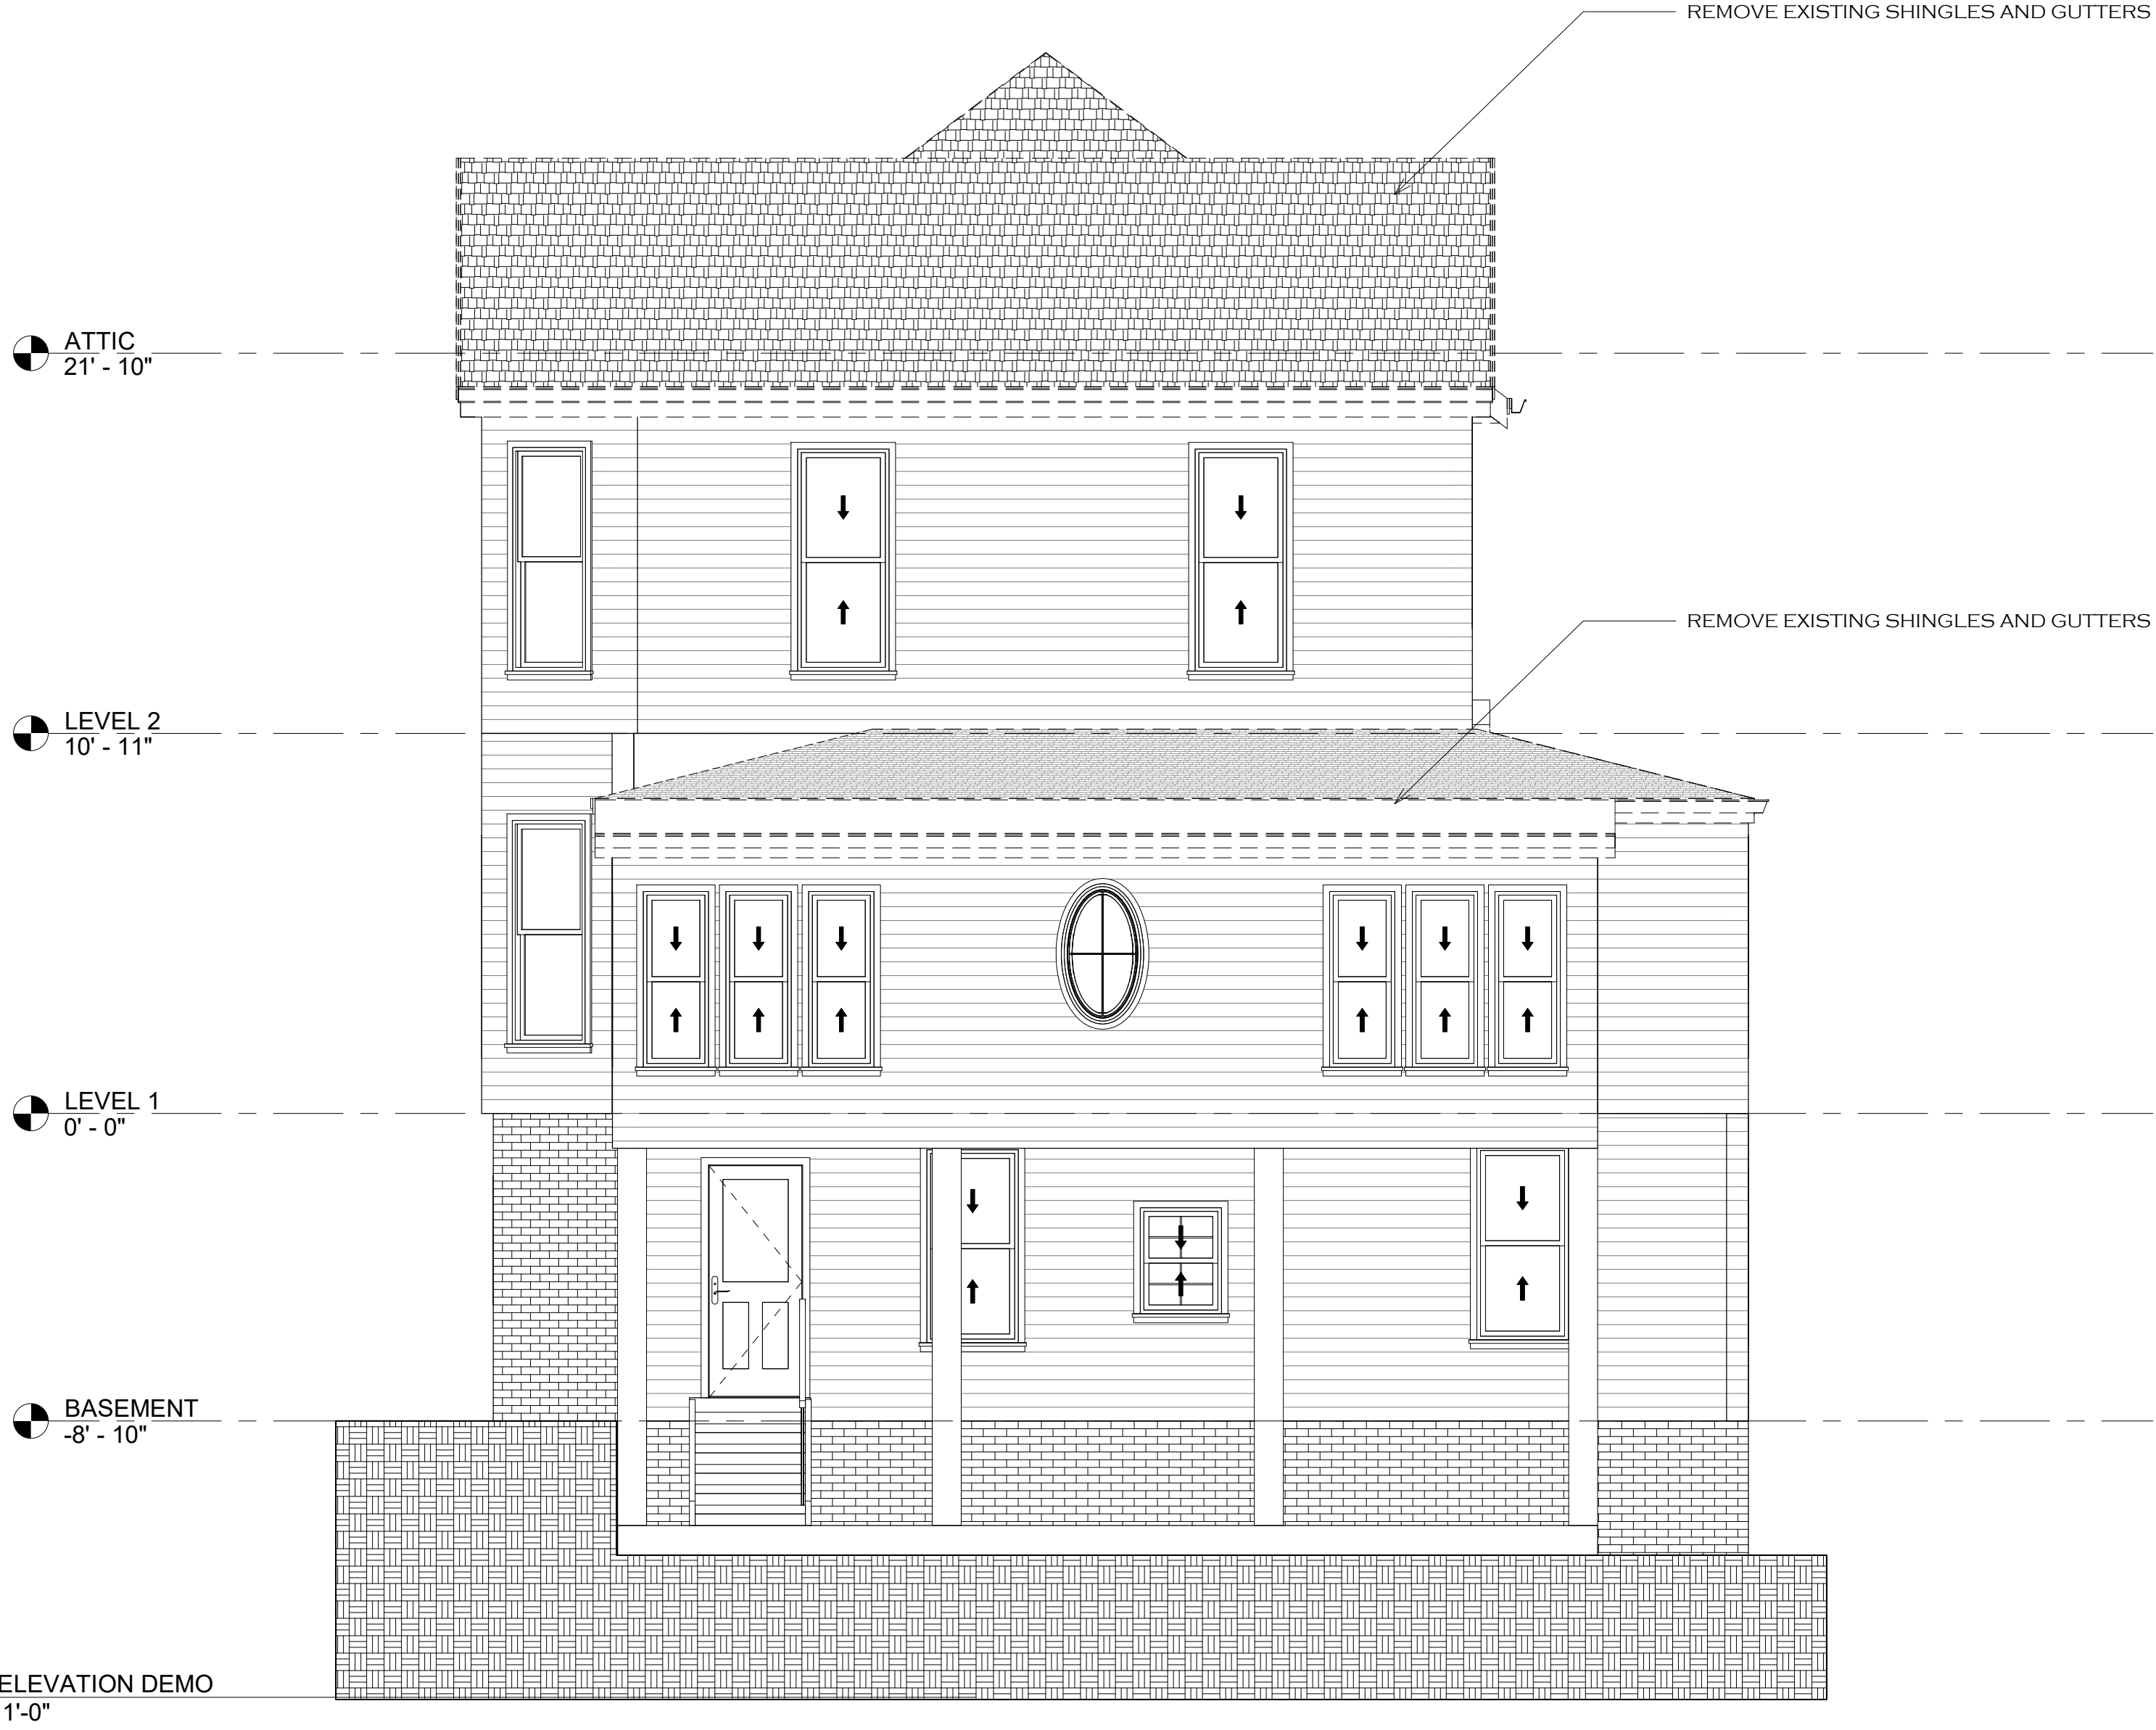 REMOVE EXISTING SHINGLES AND GUTTERS
ATTIC
21' - 10"
REMOVE EXISTING SHINGLES AND GUTTERS
LEVEL 2
10' - 11"
LEVEL 1
0' - 0"
BASEMENT
-8' - 10"
ELEVATION DEMO
1'-0"